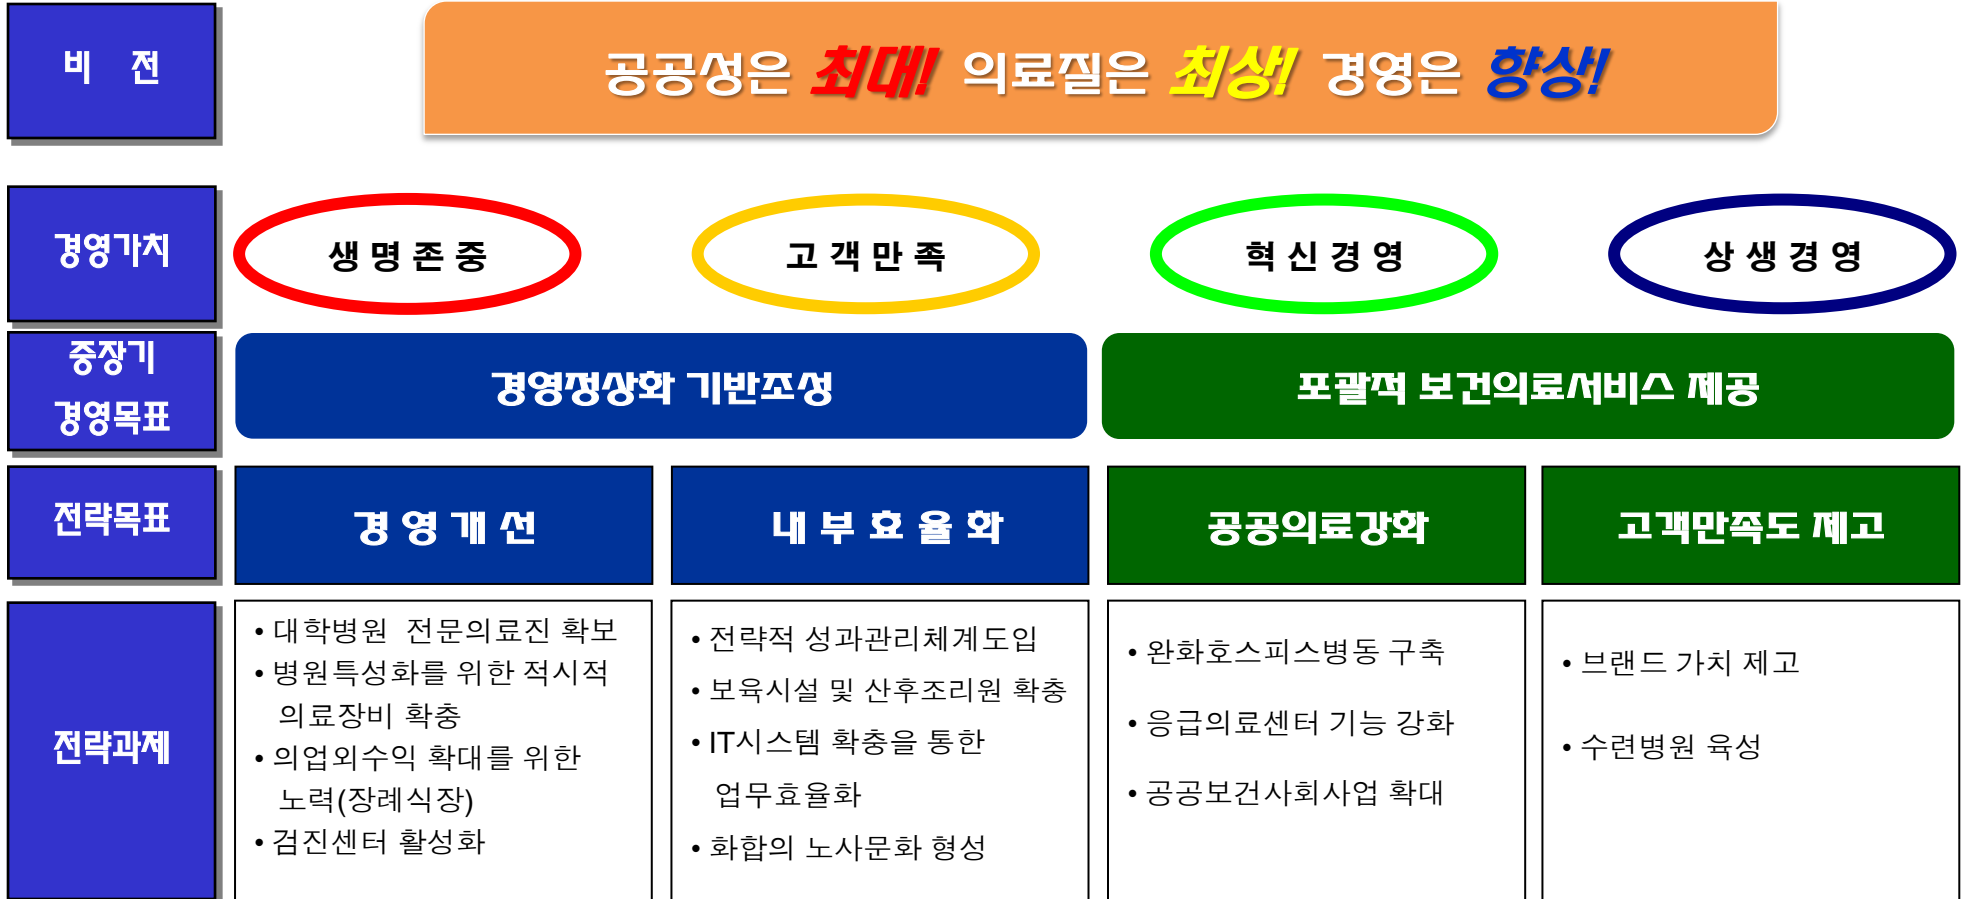 비 전
공공성은 최대! 의료질은 최상! 경영은 향상!
경영가치
생 명 존 중
고 객 만 족
혁 신 경 영
상 생 경 영
중장기
경영목표
경영정상화 기반조성
포괄적 보건의료서비스 제공
전략목표
경 영 개 선
내 부 효 율 화
공공의료강화
고객만족도 제고
전략과제
• 대학병원 전문의료진 확보
• 병원특성화를 위한 적시적
의료장비 확충
• 의업외수익 확대를 위한
노력(장례식장)
• 검진센터 활성화
• 전략적 성과관리체계도입
• 보육시설 및 산후조리원 확충
• IT시스템 확충을 통한
업무효율화
• 화합의 노사문화 형성
• 완화호스피스병동 구축
• 응급의료센터 기능 강화
• 공공보건사회사업 확대
• 브랜드 가치 제고
• 수련병원 육성